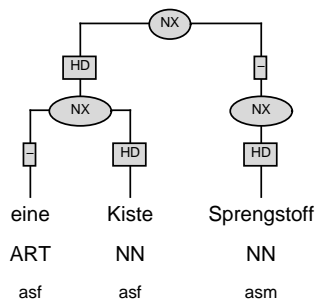 NX
HD –
NX NX
– HD HD
eine Kiste Sprengstoff
ART NN NN
asf asf asm